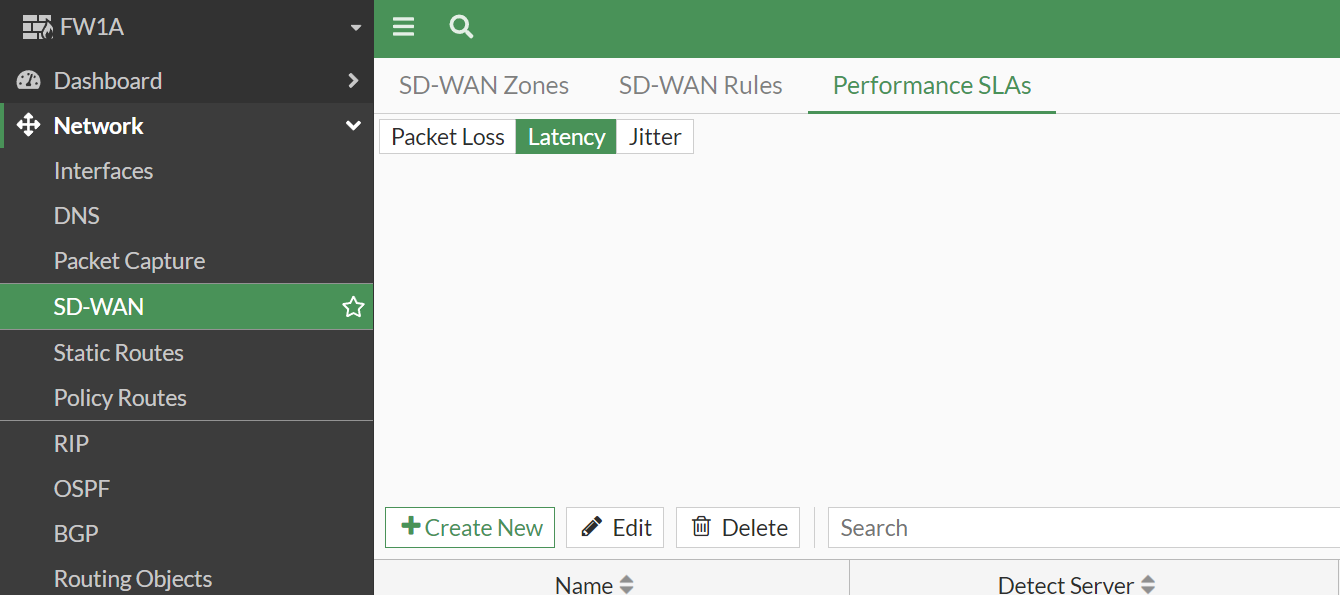 FW1A
Dashboard
Network
Interfaces
DNS
Packet Capture
SD-WAN
Static Routes
Policy Routes
RIP
OSPF
BGP
Routing Objects
SD-WAN Zones SD-WAN Rules Performance SLAs
Packet Loss Latency Jitter
Create New Edit Delete Search
Name Detect Server